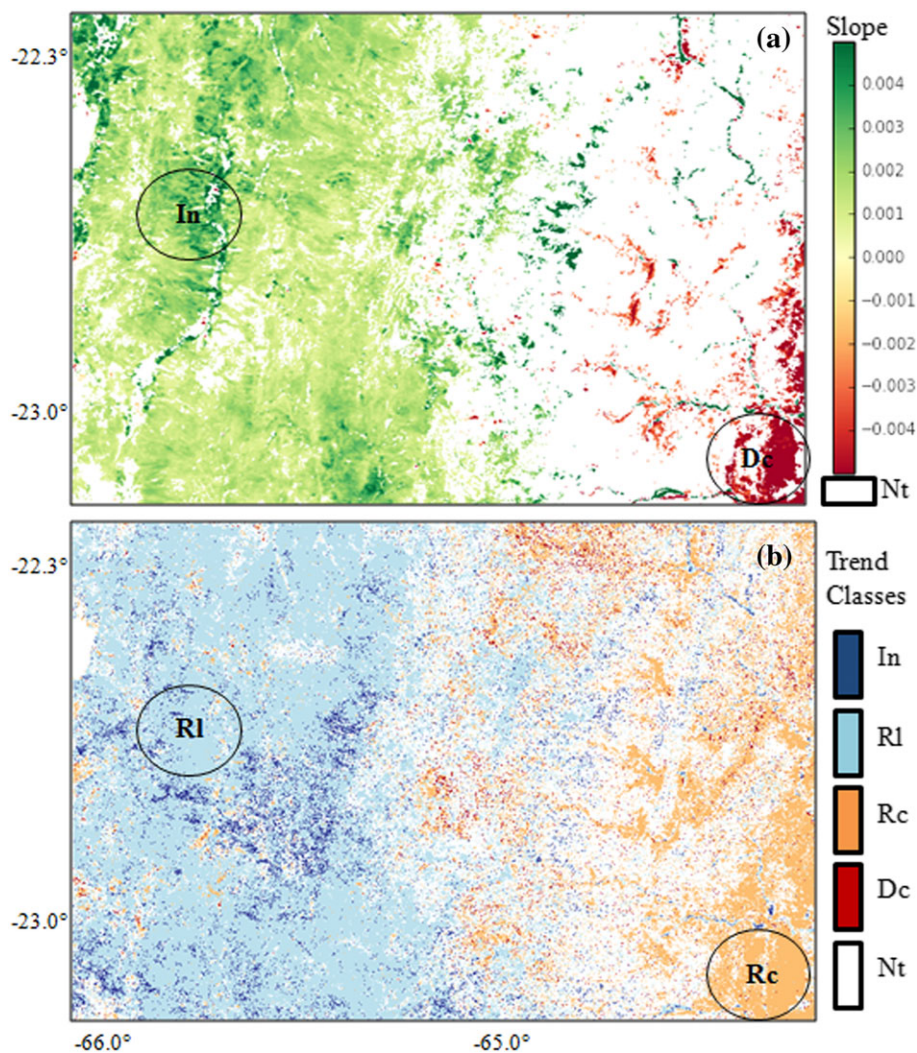 (a)
Slope
-22.3°
0.004
0.003
0.002
0.001
0.000
-0.001
-0.002
-0.003
-0.004
In
-23.0°
Dc
Nt
(b)
Trend
Classes
-22.3°
In
Rl
Rl
Rc
Dc
-23.0°
Nt
Rc
-66.0°
-65.0°